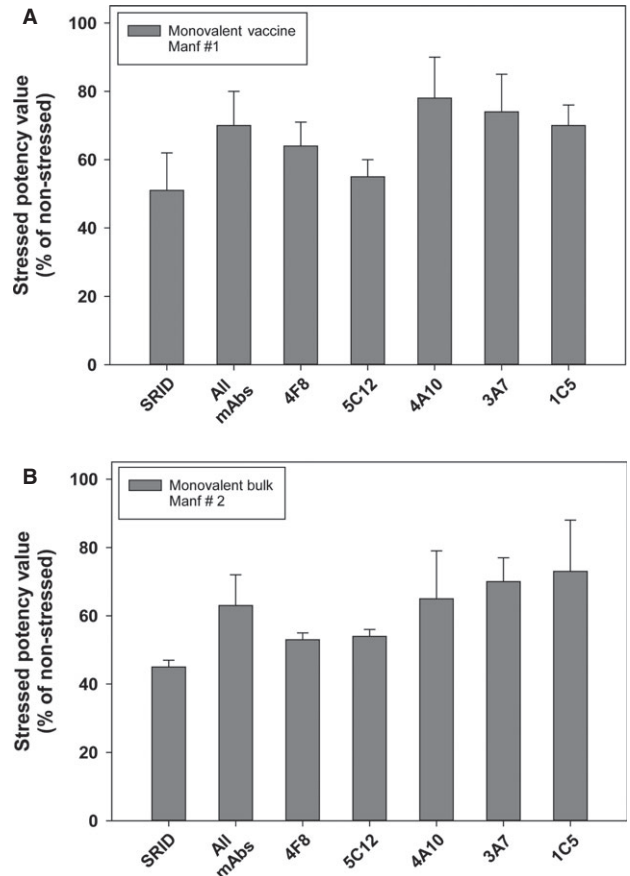 A
Stressed potency value
(% of non-stressed)
100
80
60
40
20
0
Monovalent vaccine
Manf #1
SRID
All
mAbs
4F8
5C12
4A10
3A7
1C5
B
Stressed potency value
(% of non-stressed)
100
80
60
40
20
0
Monovalent bulk
Manf # 2
SRID
All
mAbs
4F8
5C12
4A10
3A7
1C5